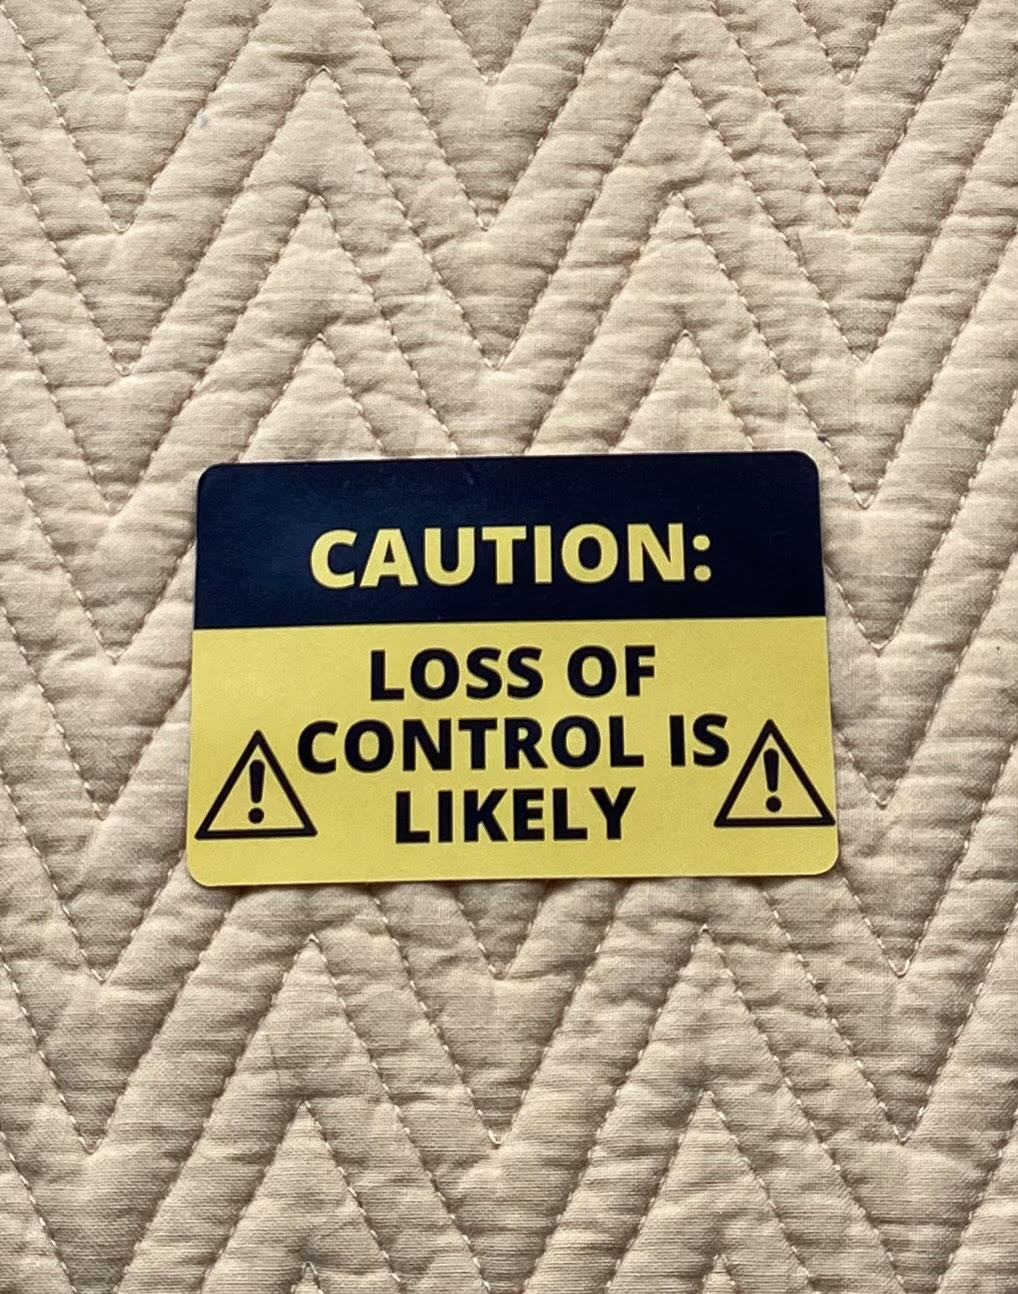 CAUTION:
LOSS OF
CONTROL IS
LIKELY